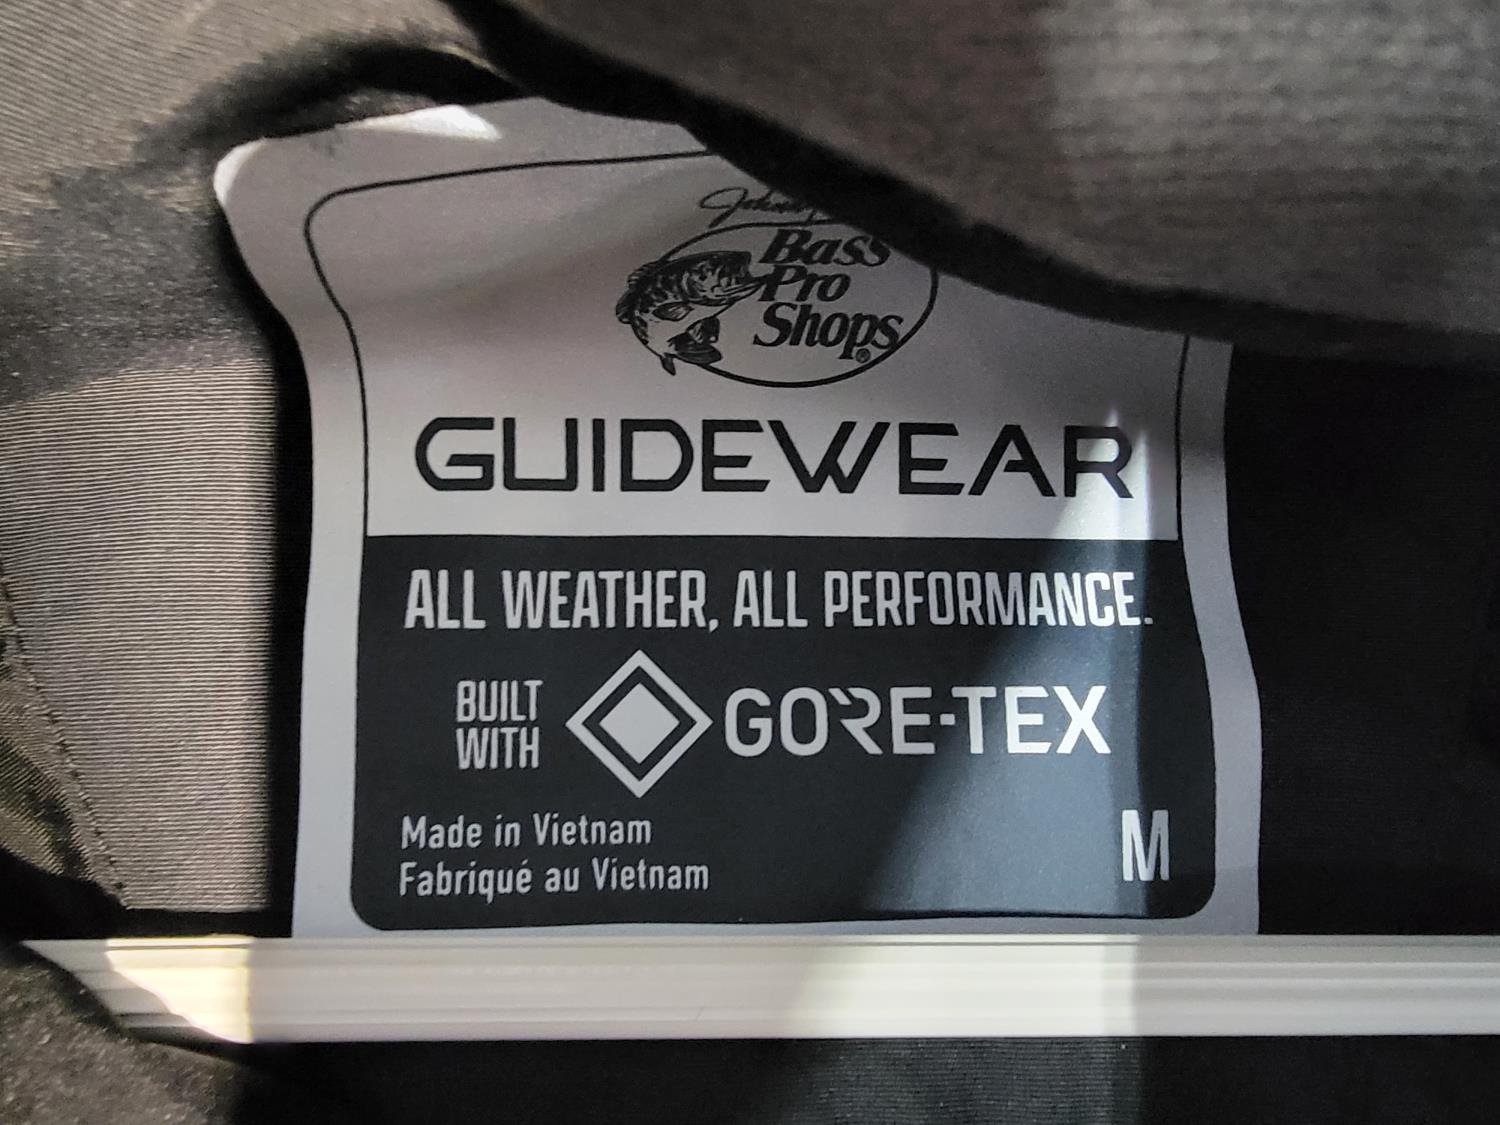 Bass
Pro
Shops®
GUIDEWEAR
ALL WEATHER, ALL PERFORMANCE.
BUILT
WITH
GORE-TEX
Made in Vietnam
Fabriqué au Vietnam
M